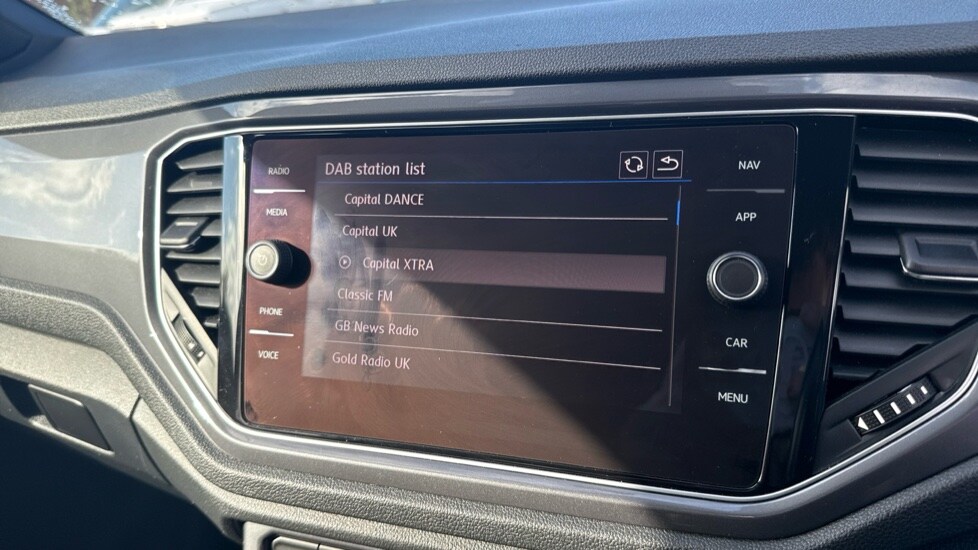 RADIO
MEDIA
PHONE
VOICE
DAB station list
Capital DANCE
Capital UK
Capital XTRA
Classic FM
GB News Radio
Gold Radio UK
NAV
APP
CAR
MENU